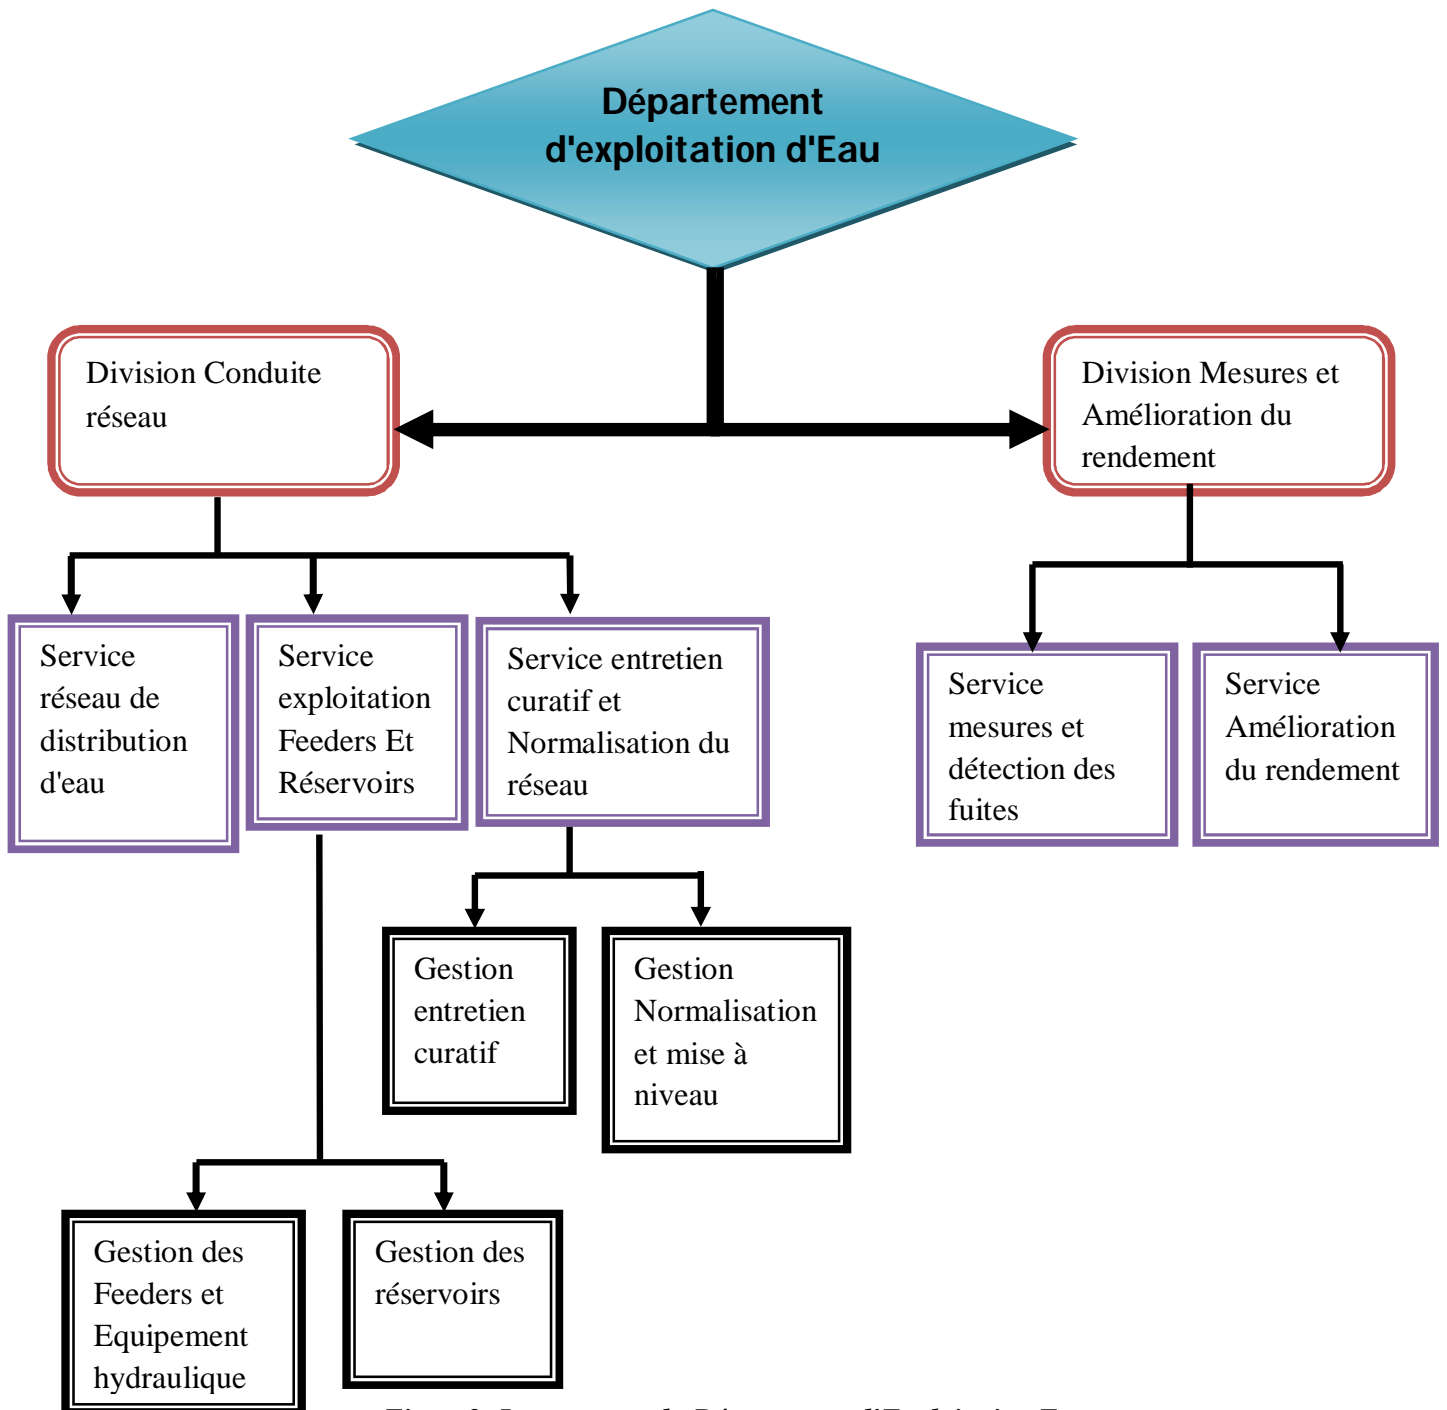 Département
d'exploitation d'Eau
Division Conduite
réseau
Division Mesures et
Amélioration du
rendement
Service
réseau de
distribution
d'eau
Service
exploitation
Feeders Et
Réservoirs
Service entretien
curatif et
Normalisation du
réseau
Service
mesures et
détection des
fuites
Service
Amélioration
du rendement
Gestion
entretien
curatif
Gestion
Normalisation
et mise à
niveau
Gestion des
Feeders et
Equipement
hydraulique
Gestion des
réservoirs